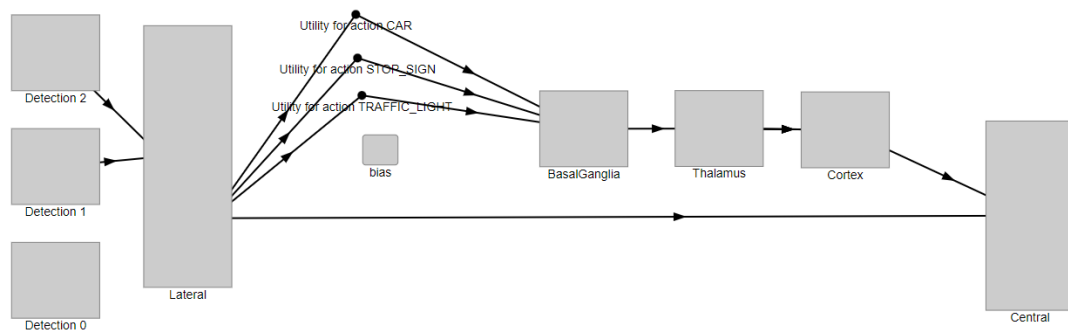 Utility for action CAR
Utility for action STOP_SIGN
Detection 2
Utility for action TRAFFIC_LIGHT
bias
BasalGanglia
Thalamus
Cortex
Detection 1
Lateral
Central
Detection 0